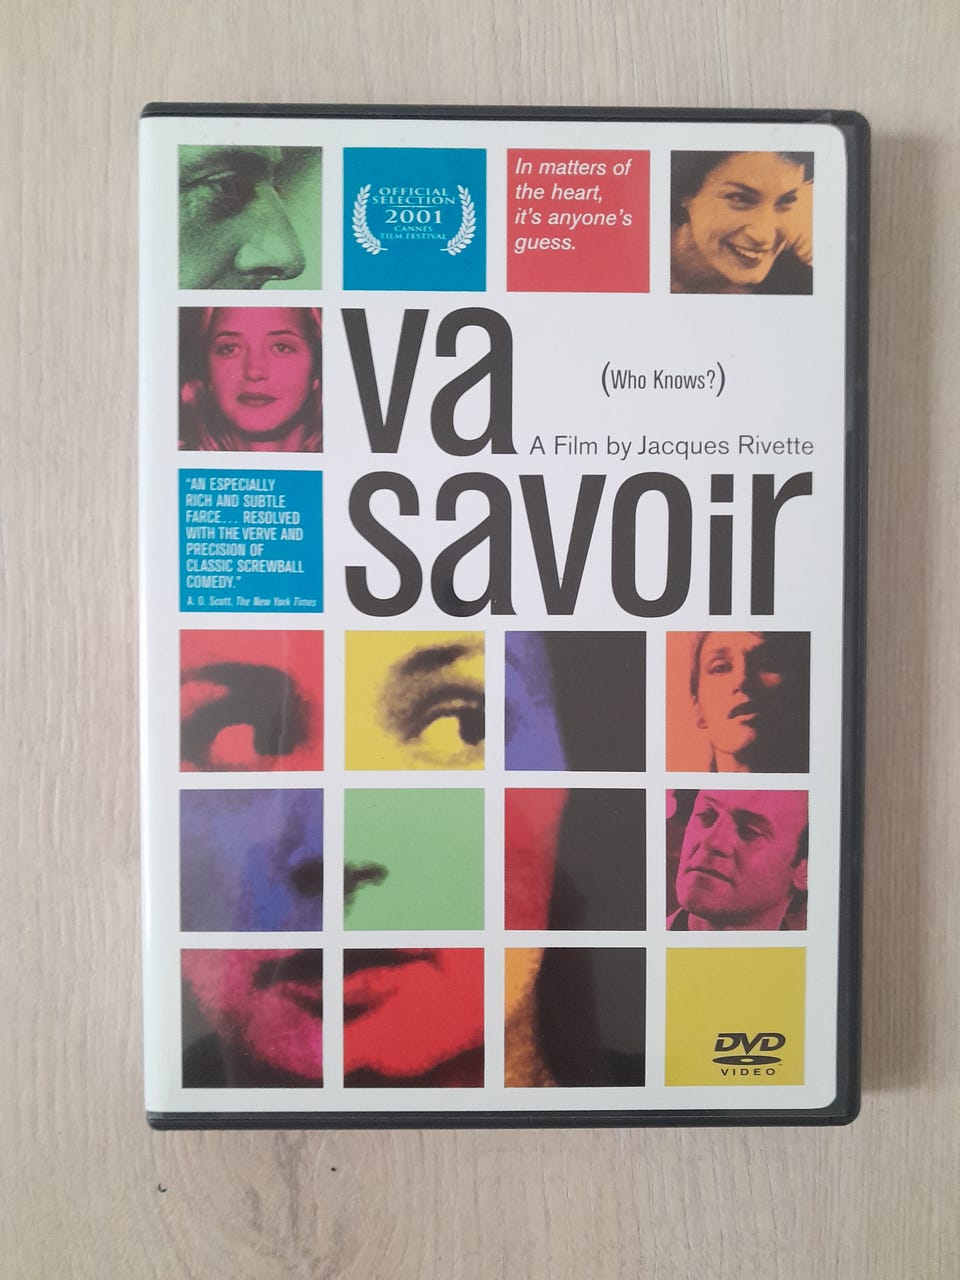 OFFICIAL
SELECTION
2001
CANNES
FILM FESTIVAL
In matters of
the heart,
it's anyone's
guess.
va
(Who Knows?)
A Film by Jacques Rivette
savoir
"AN ESPECIALLY
RICH AND SUBTLE
FARCE... RESOLVED
WITH THE VERVE AND
PRECISION OF
CLASSIC SCREWBALL
COMEDY."
A. O. Scott, The New York Times
DVD
VIDEO